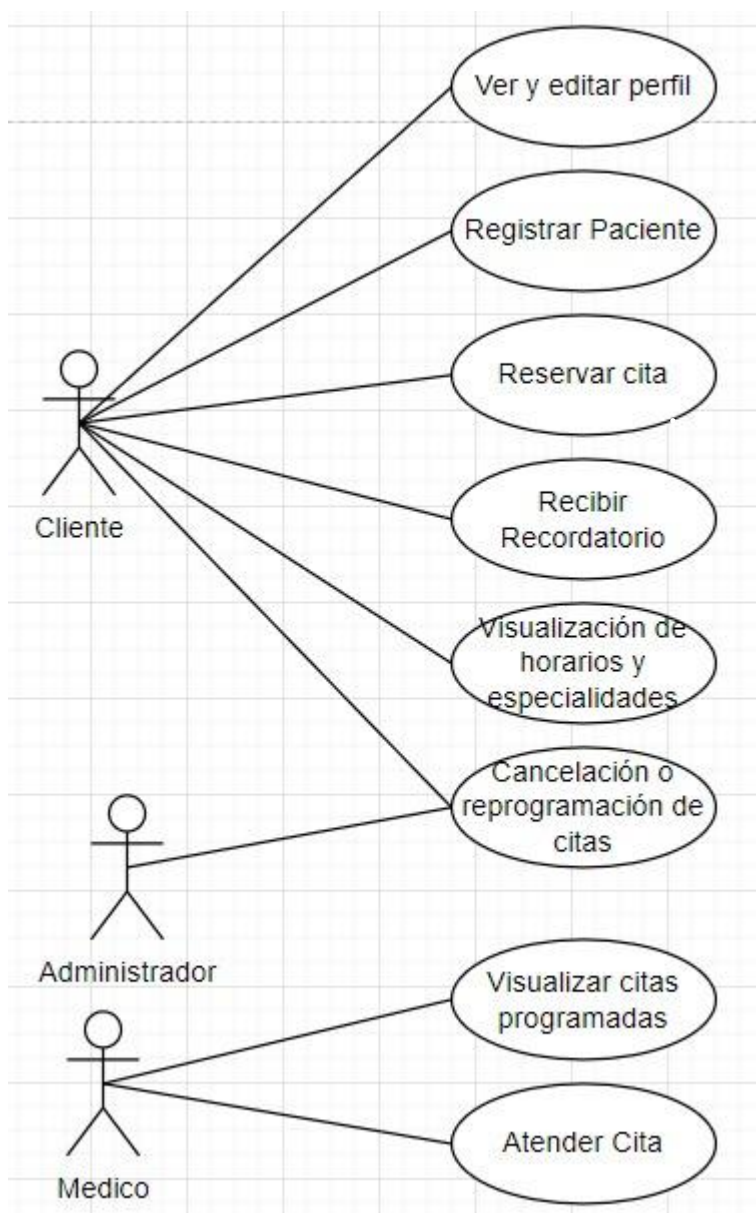 Ver y editar perfil
Registrar Paciente
Reservar cita
Cliente
Recibir
Recordatorio
Visualización de
horarios y
especialidades
Cancelación o
reprogramación de
citas
Administrador
Visualizar citas
programadas
Atender Cita
Medico